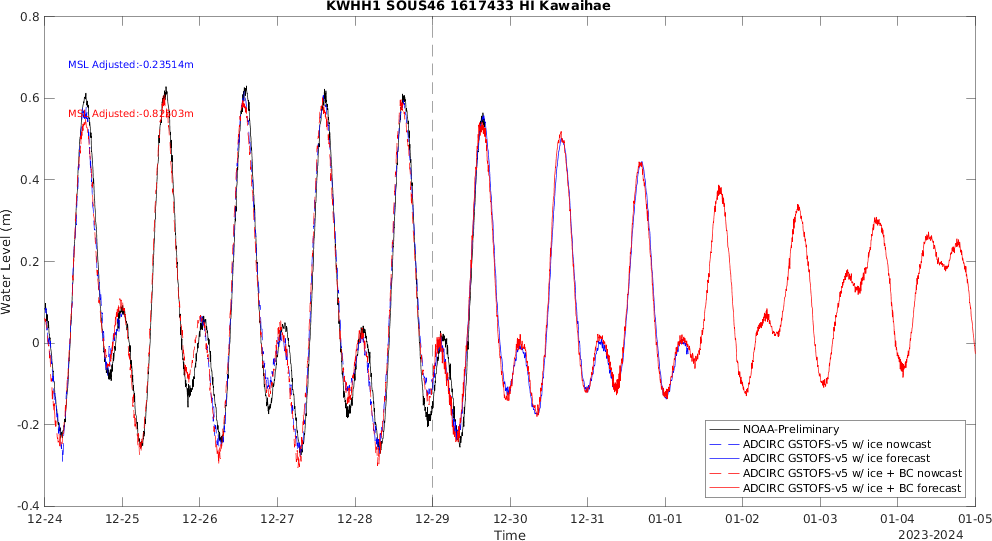 KWHH1 SOUS46 1617433 HI Kawaihae
0.8
0.6
0.4
0.2
0
-0.2
-0.4
Water Level (m)
MSL Adjusted:-0.23514m
NOAA-Preliminary
ADCIRC GSTOFS-v5 w/ ice nowcast
ADCIRC GSTOFS-v5 w/ ice forecast
ADCIRC GSTOFS-v5 w/ ice + BC nowcast
ADCIRC GSTOFS-v5 w/ ice + BC forecast
12-24 12-25 12-26 12-27 12-28 12-29 12-30 12-31 01-01 01-02 01-03 01-04 01-05
Time
2023-2024